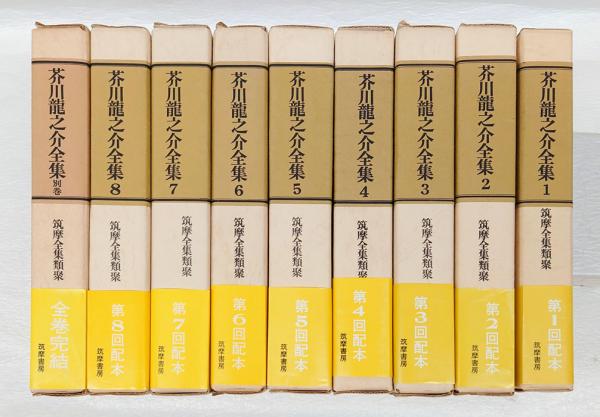 芥川龍之介全集 1
筑摩全集類聚
第1回配本
筑摩書房
芥川龍之介全集 2
筑摩全集類聚
第2回配本
筑摩書房
芥川龍之介全集 3
筑摩全集類聚
第3回配本
筑摩書房
芥川龍之介全集 4
筑摩全集類聚
第4回配本
筑摩書房
芥川龍之介全集 5
筑摩全集類聚
第5回配本
筑摩書房
芥川龍之介全集 6
筑摩全集類聚
第6回配本
筑摩書房
芥川龍之介全集 7
筑摩全集類聚
第7回配本
筑摩書房
芥川龍之介全集 8
筑摩全集類聚
第8回配本
筑摩書房
芥川龍之介全集 別巻
筑摩全集類聚
全巻完結
筑摩書房